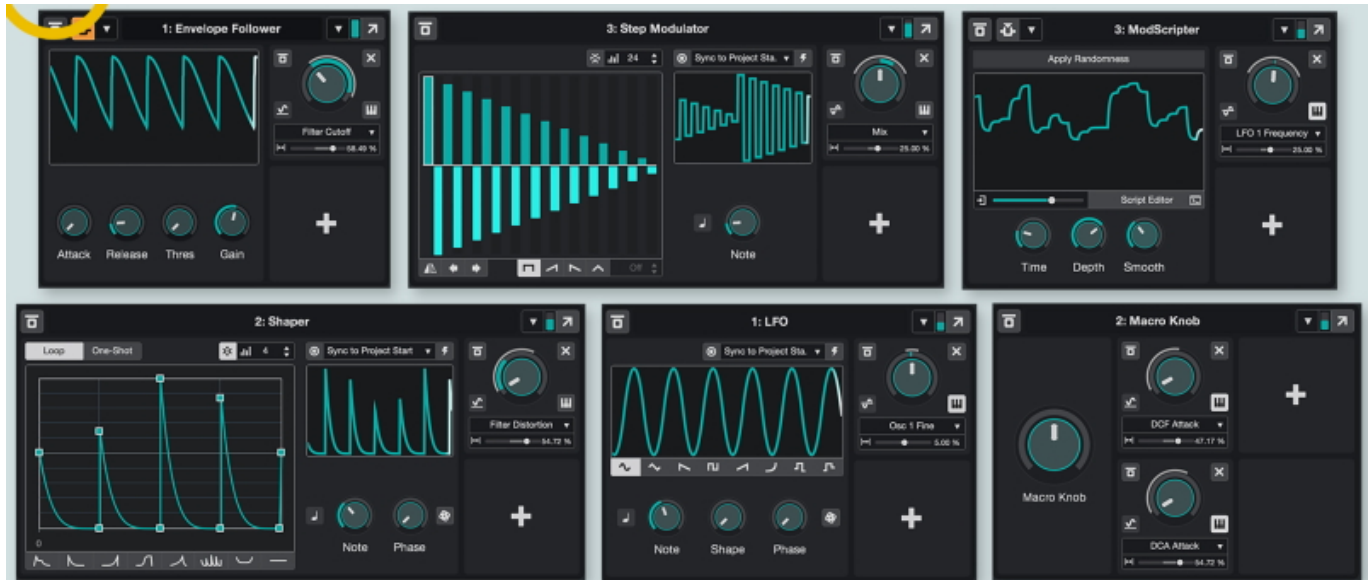 1: Envelope Follower
Filter Cutoff
58.49 %
Attack Release Thres Gain
3: Step Modulator
24
Sync to Project Sta.
Mix
25.00 %
Off
Note
3: ModScripter
Apply Randomness
LFO 1 Frequency
25.00 %
Script Editor
Time Depth Smooth
2: Shaper
Loop One-Shot
4
Sync to Project Start
Filter Distortion
54.72 %
0
Note Phase
1: LFO
Sync to Project Sta.
Osc 1 Fine
5.00 %
Note Shape Phase
2: Macro Knob
Macro Knob
DCF Attack
47.17 %
DCA Attack
54.72 %